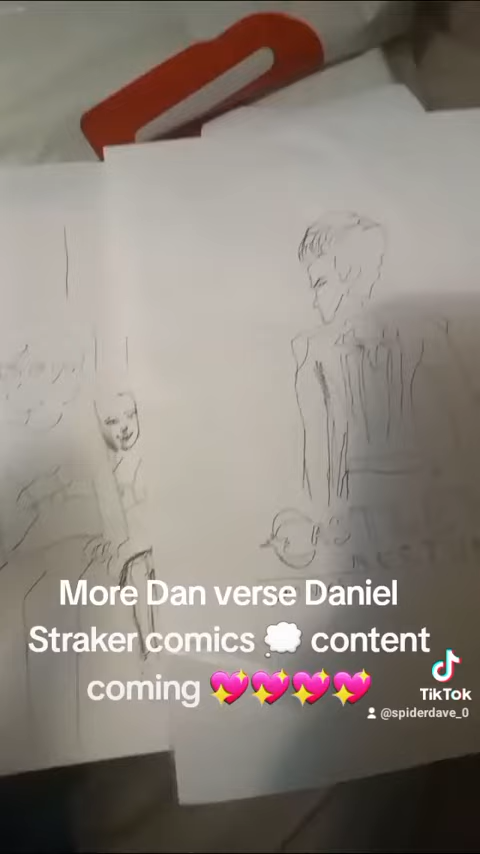 More Dan verse Daniel
Straker comics 💭 content
coming 💖💖💖💖
TikTok
@spiderdave_0